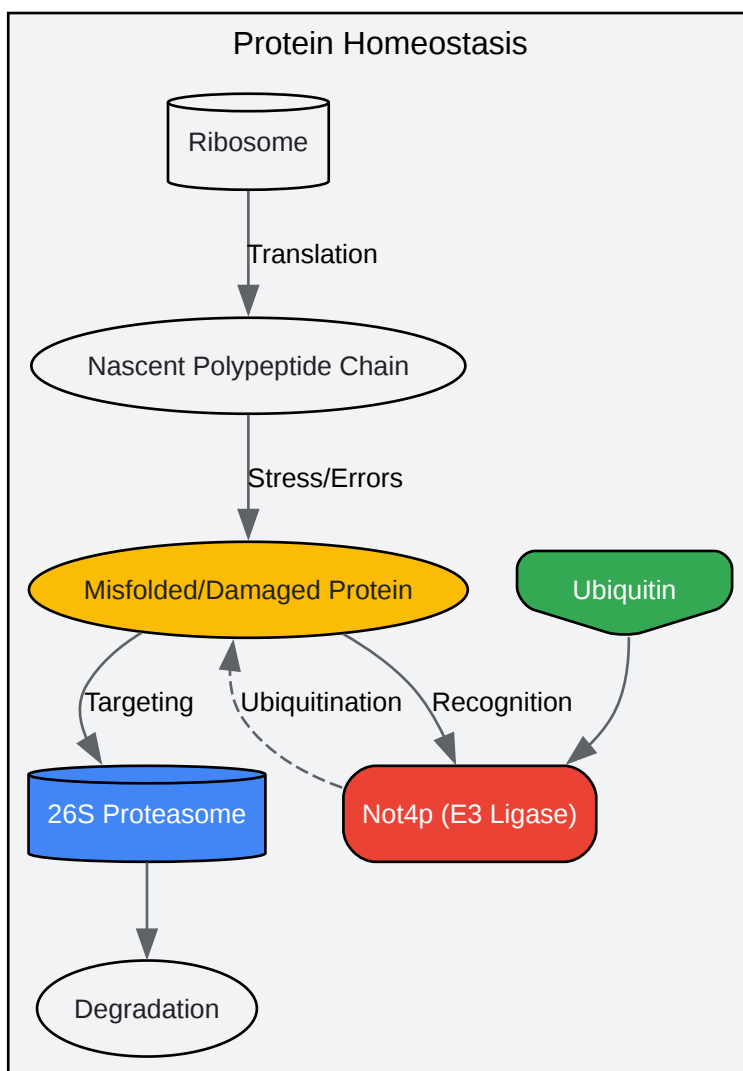 Protein Homeostasis
Ribosome
Translation
Nascent Polypeptide Chain
Stress/Errors
Misfolded/Damaged Protein
Ubiquitin
Targeting
Ubiquitination
Recognition
26S Proteasome
Not4p (E3 Ligase)
Degradation